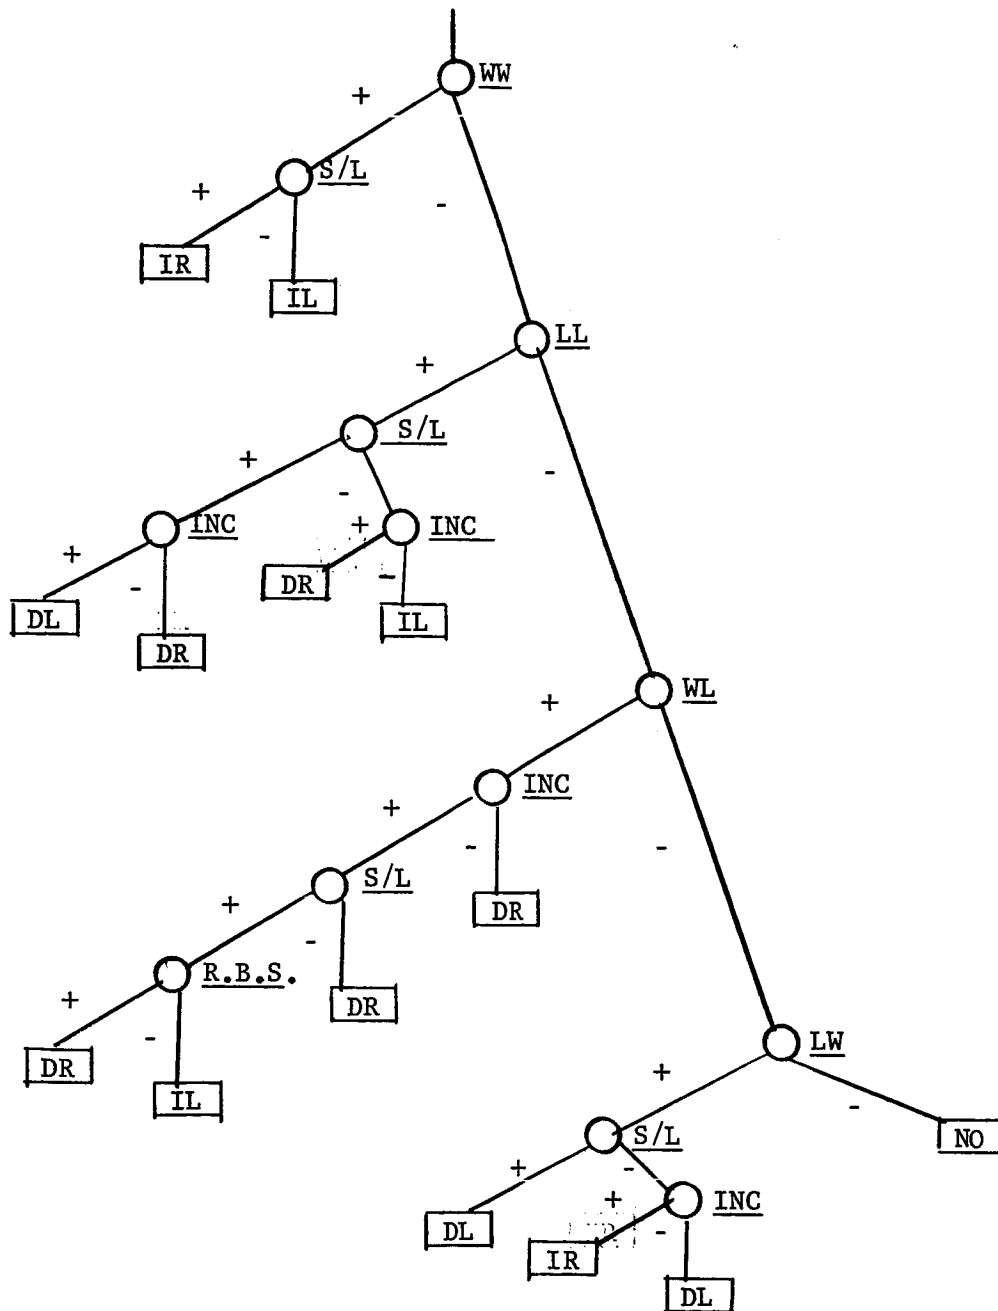 WW
+
S/L
+
-
-
IR
IL
LL
+
S/L
+
-
-
INC
+
INC
+
-
DR
-
DL
IL
DR
WL
+
INC
+
-
-
S/L
+
DR
-
R.B.S.
+
DR
-
LW
DR
+
IL
-
S/L
NO
+
-
INC
+
DL
-
IR
DL